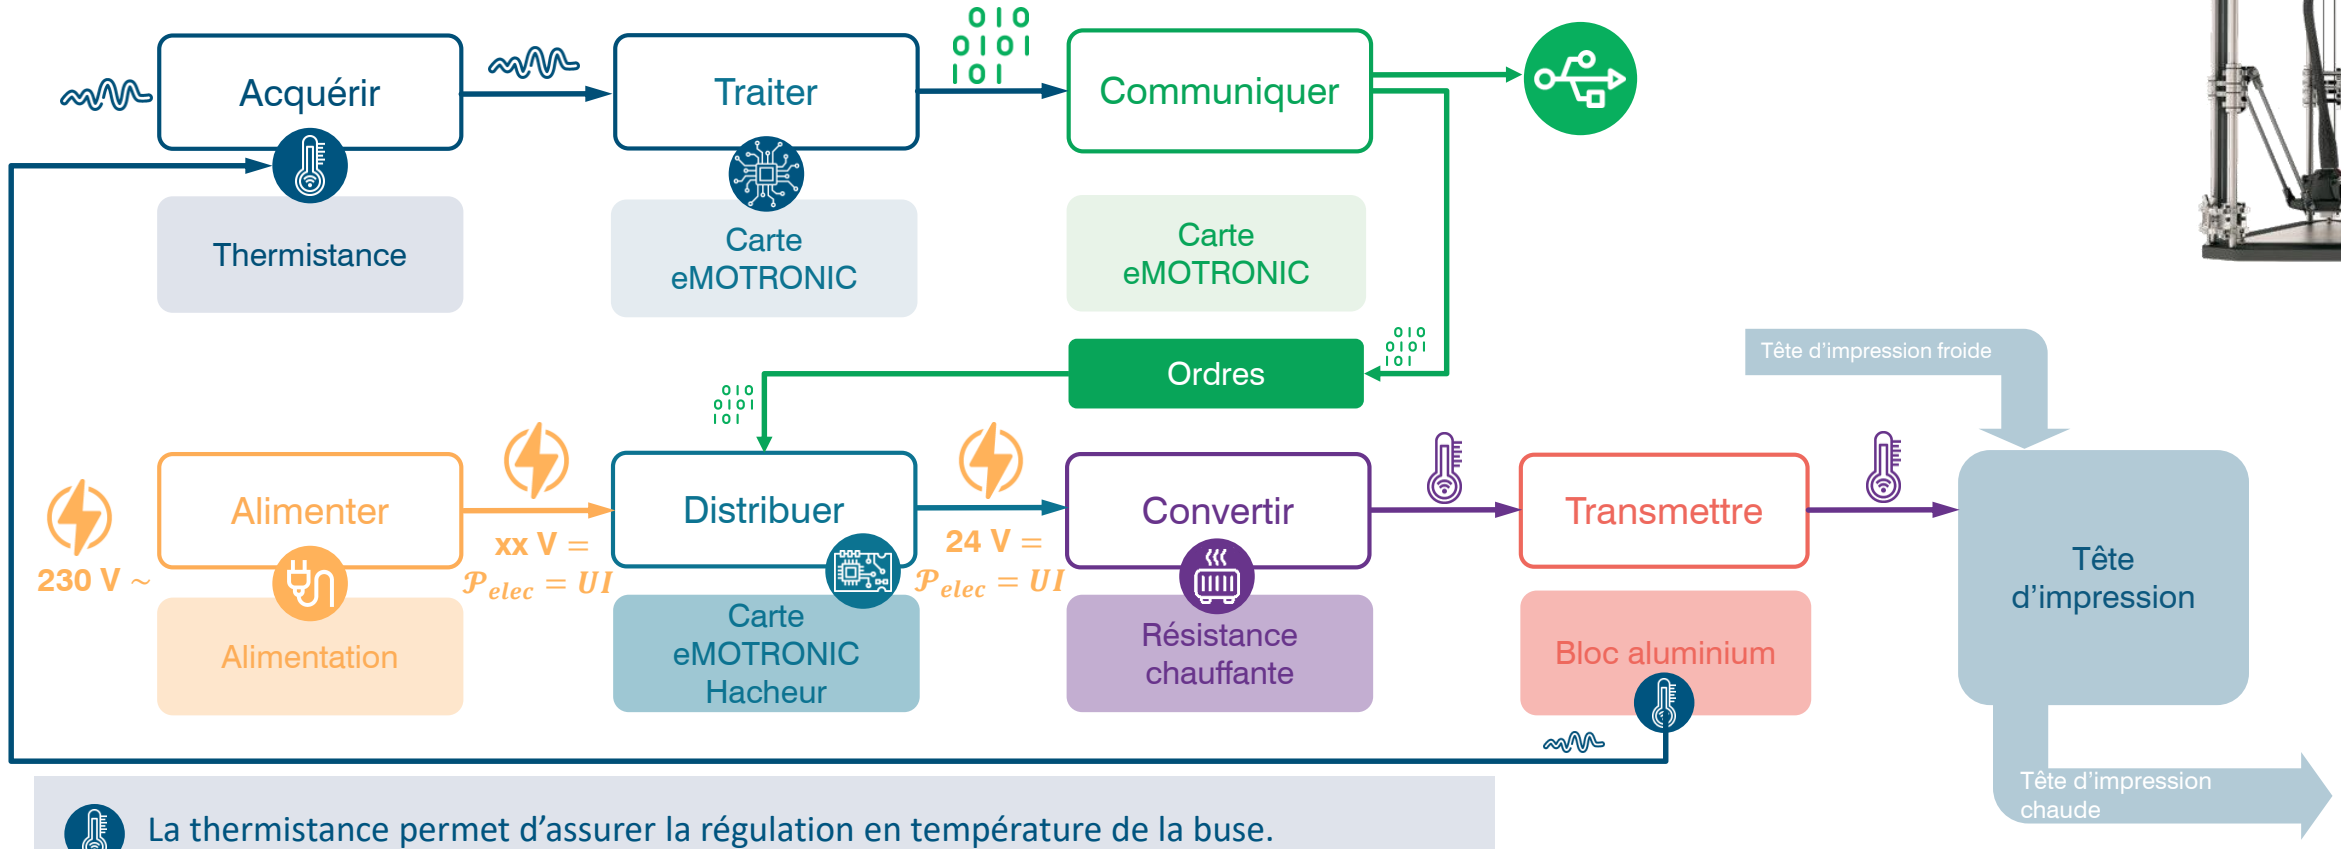 010
0101
101
Acquérir
Traiter
Communiquer
Thermistance
Carte
eMOTRONIC
Carte
eMOTRONIC
010
0101
101
Ordres
Tête d'impression froide
010
0101
101
Alimenter
Distribuer
Convertir
Transmettre
230 V ~
xx V =
𝒫elec = UI
24 V =
𝒫elec = UI
Tête
d'impression
Alimentation
Carte
eMOTRONIC
Hacheur
Résistance
chauffante
Bloc aluminium
Tête d'impression
chaude
La thermistance permet d'assurer la régulation en température de la buse.